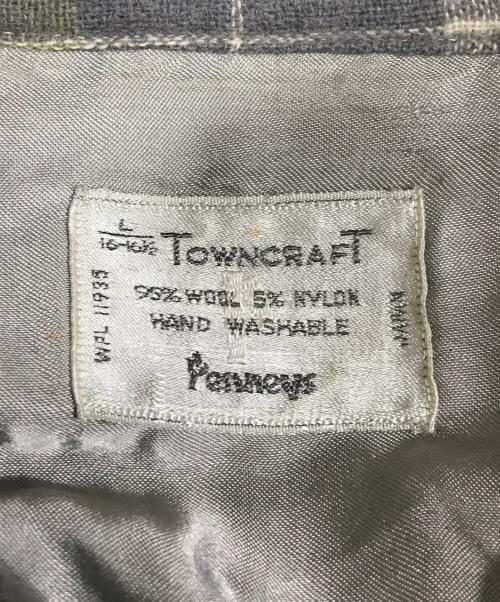 L
16-16½
TOWNCRAFT
95% WOOL 5% NYLON
HAND WASHABLE
Penneys
WPL 11935
JAPAN